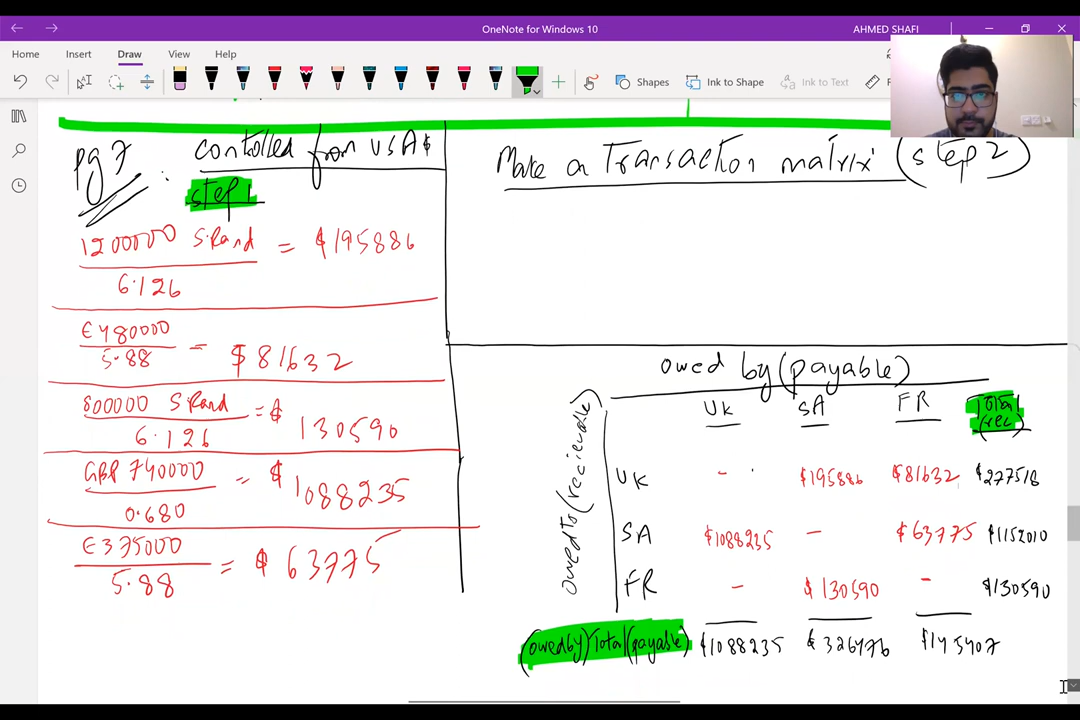 OneNote for Windows 10
AHMED SHAFI
Home Insert Draw View Help
Shapes Ink to Shape Ink to Text
pg 7 : controlled from USA $
step 1
1200000 S.Rand = $195886
6.126
€480000 = $81632
5.88
800000 S.Rand = $130590
6.126
GBP 740000 = $1088235
0.680
€375000 = $63775
5.88
Make a Transaction matrix (step 2)
owed by (payable)
owed to (recievable)
UK SA FR Total (rec)
UK - $195886 $81632 $277518
SA $1088235 - $63775 $1152010
FR - $130590 - $130590
(owed by) Total (payable) $1088235 $326476 $145407